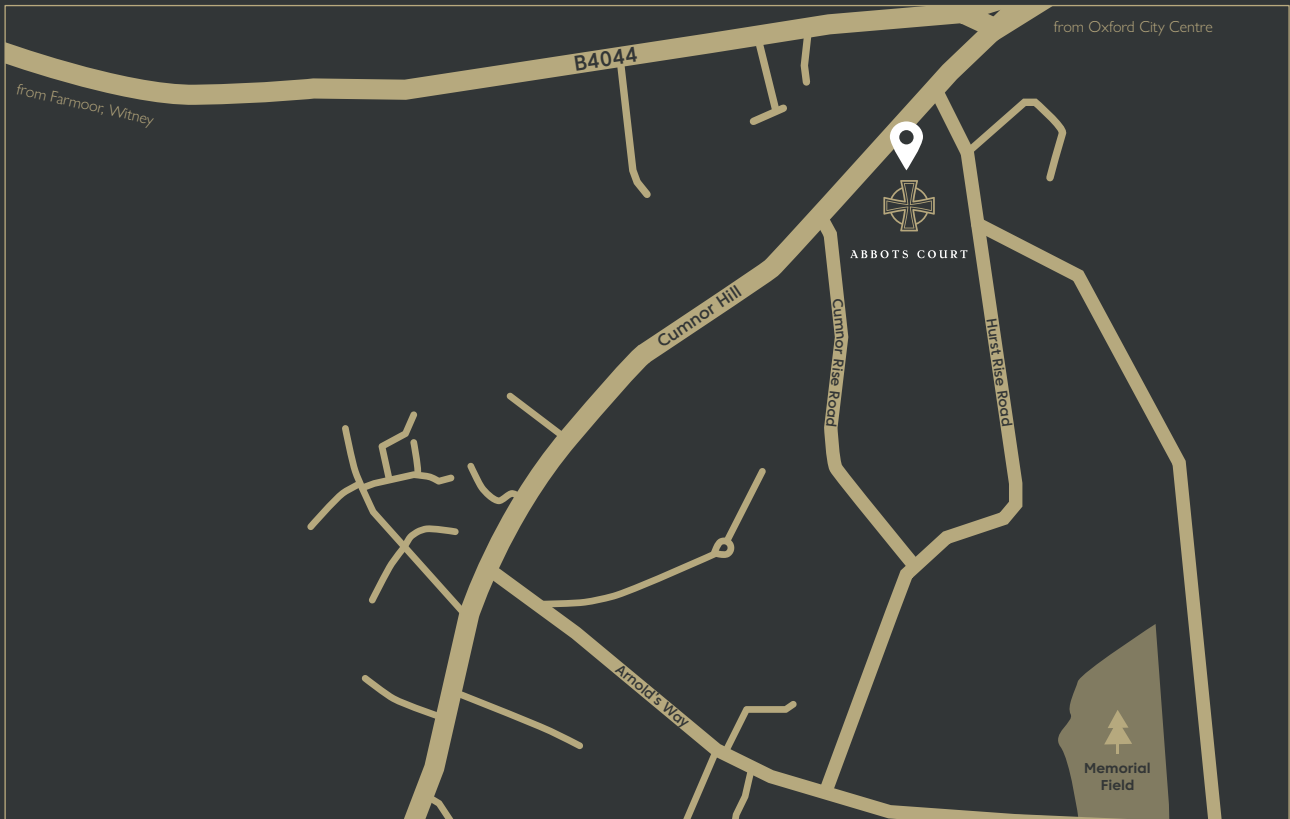 from Oxford City Centre
B4044
from Farmoor, Witney
ABBOTS COURT
Cumnor Hill
Cumnor Rise Road
Hurst Rise Road
Arnold's Way
Memorial
Field